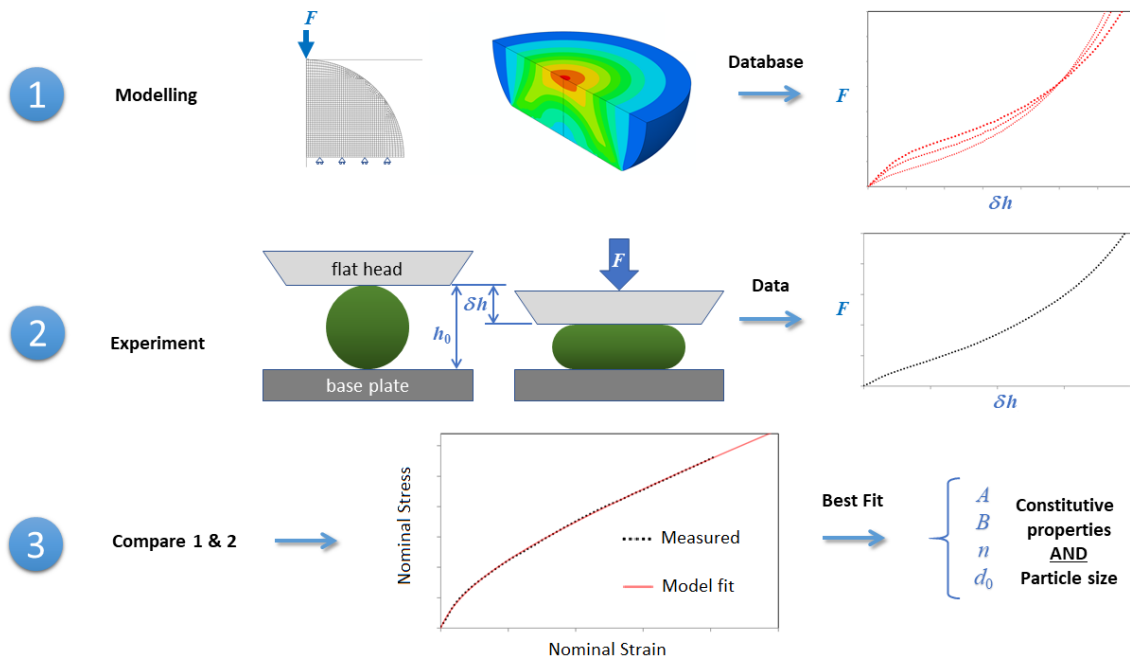 F
1
Modelling
Database
F
δh
2
Experiment
flat head
δh
h0
base plate
F
Data
F
δh
3
Compare 1 & 2
Nominal Stress
Measured
Model fit
Nominal Strain
Best Fit
A
B
n
d0
Constitutive
properties
AND
Particle size